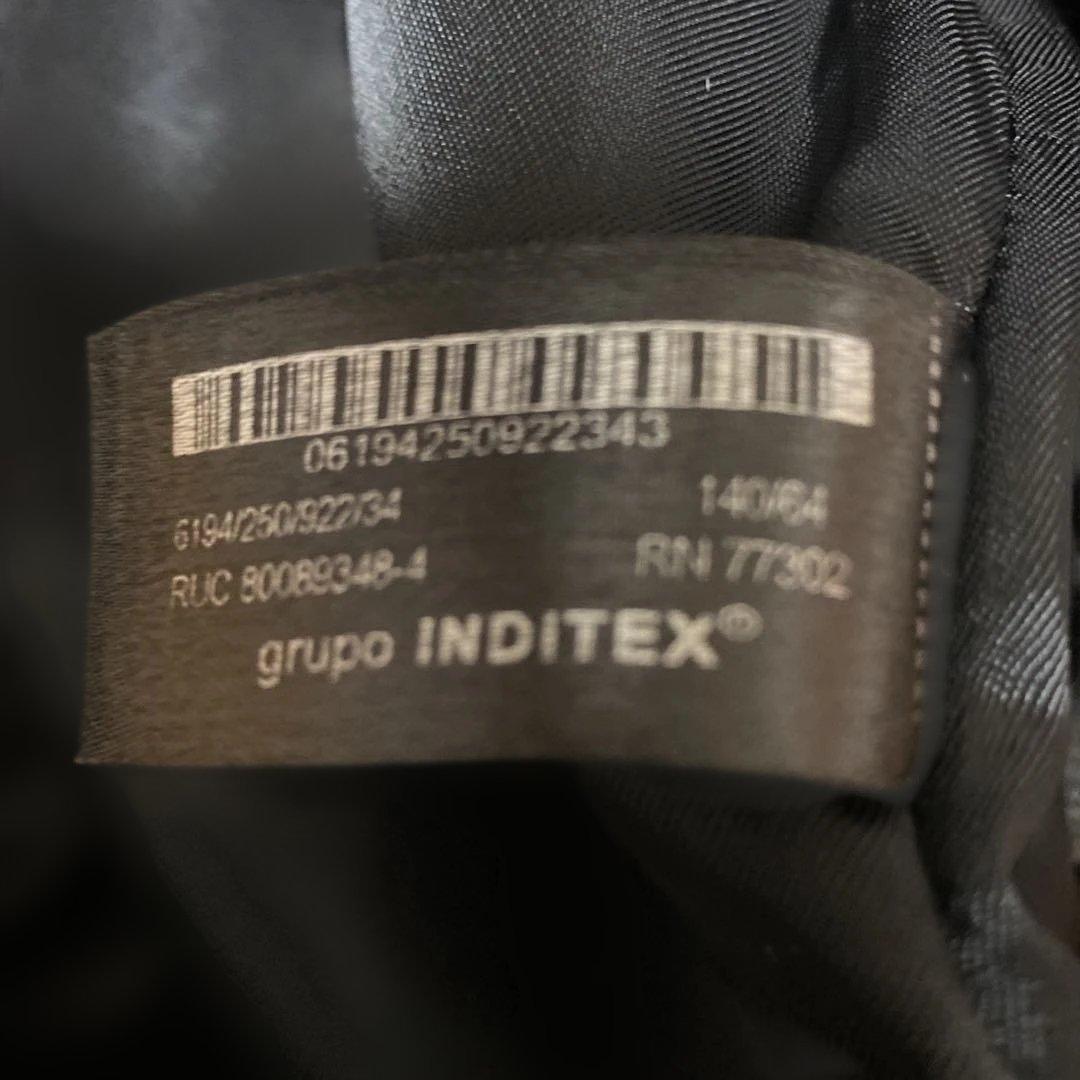 06194250922343
6194/250/922/34
140/64
RUC 80089348-4
RN 77302
grupo INDITEX®